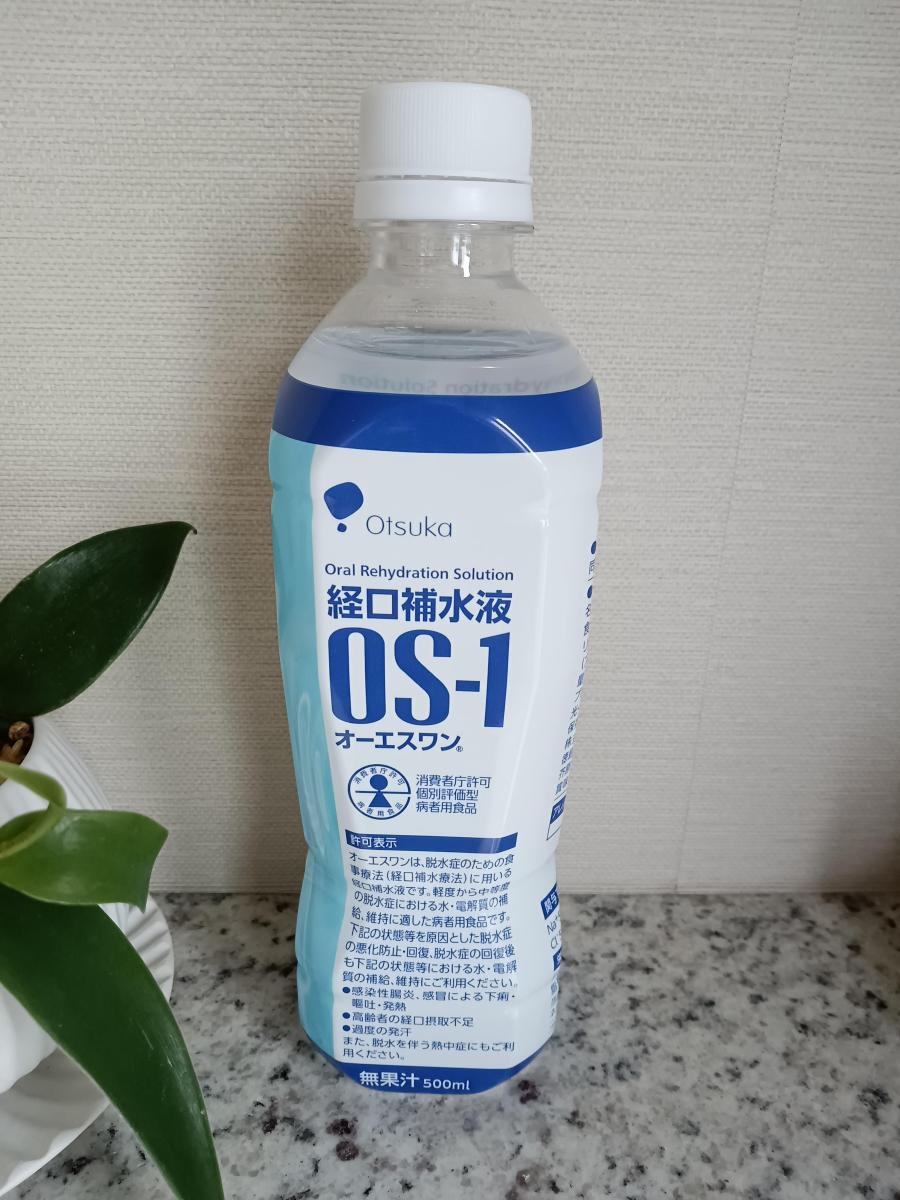 Otsuka
Oral Rehydration Solution
経口補水液
OS-1
オーエスワン®
消費者庁許可
病者用食品
消費者庁許可
個別評価型
病者用食品
許可表示
オーエスワンは、脱水症のための食
事療法(経口補水療法)に用いる
経口補水液です。軽度から中等度
の脱水症における水・電解質の補
給、維持に適した病者用食品です。
下記の状態等を原因とした脱水症
の悪化防止・回復、脱水症の回復後
も下記の状態等における水・電解
質の補給、維持にご利用ください。
●感染性腸炎、感冒による下痢・
嘔吐・発熱
●高齢者の経口摂取不足
●過度の発汗
また、脱水を伴う熱中症にもご利
用ください。
無果汁 500ml